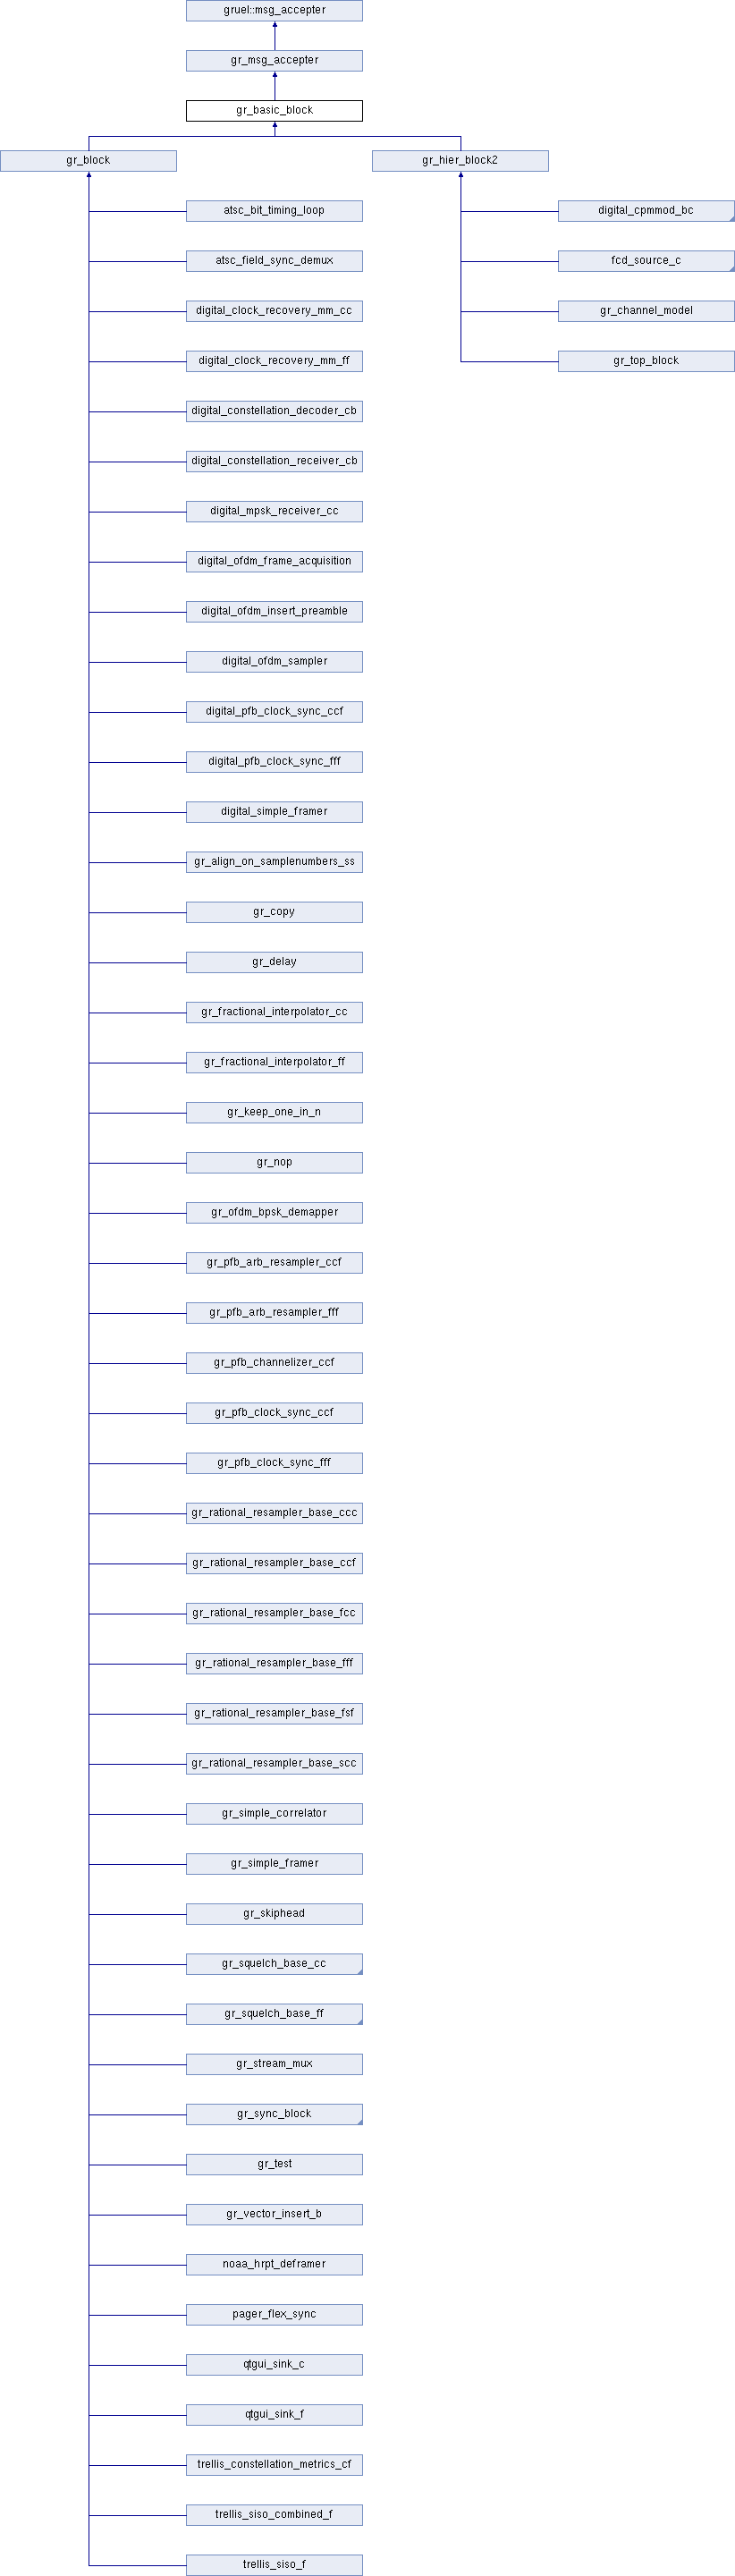 gruel::msg_accepter
gr_msg_accepter
gr_basic_block
gr_block
gr_hier_block2
atsc_bit_timing_loop
digital_cpmmod_bc
atsc_field_sync_demux
fcd_source_c
digital_clock_recovery_mm_cc
gr_channel_model
digital_clock_recovery_mm_ff
gr_top_block
digital_constellation_decoder_cb
digital_constellation_receiver_cb
digital_mpsk_receiver_cc
digital_ofdm_frame_acquisition
digital_ofdm_insert_preamble
digital_ofdm_sampler
digital_pfb_clock_sync_ccf
digital_pfb_clock_sync_fff
digital_simple_framer
gr_align_on_samplenumbers_ss
gr_copy
gr_delay
gr_fractional_interpolator_cc
gr_fractional_interpolator_ff
gr_keep_one_in_n
gr_nop
gr_ofdm_bpsk_demapper
gr_pfb_arb_resampler_ccf
gr_pfb_arb_resampler_fff
gr_pfb_channelizer_ccf
gr_pfb_clock_sync_ccf
gr_pfb_clock_sync_fff
gr_rational_resampler_base_ccc
gr_rational_resampler_base_ccf
gr_rational_resampler_base_fcc
gr_rational_resampler_base_fff
gr_rational_resampler_base_fsf
gr_rational_resampler_base_scc
gr_simple_correlator
gr_simple_framer
gr_skiphead
gr_squelch_base_cc
gr_squelch_base_ff
gr_stream_mux
gr_sync_block
gr_test
gr_vector_insert_b
noaa_hrpt_deframer
pager_flex_sync
qtgui_sink_c
qtgui_sink_f
trellis_constellation_metrics_cf
trellis_siso_combined_f
trellis_siso_f